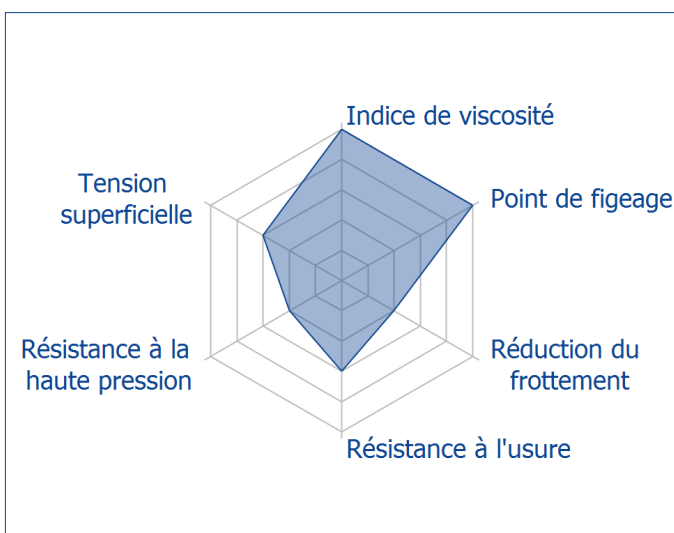 Indice de viscosité
Tension
superficielle
Point de figeage
Résistance à la
haute pression
Réduction du
frottement
Résistance à l'usure